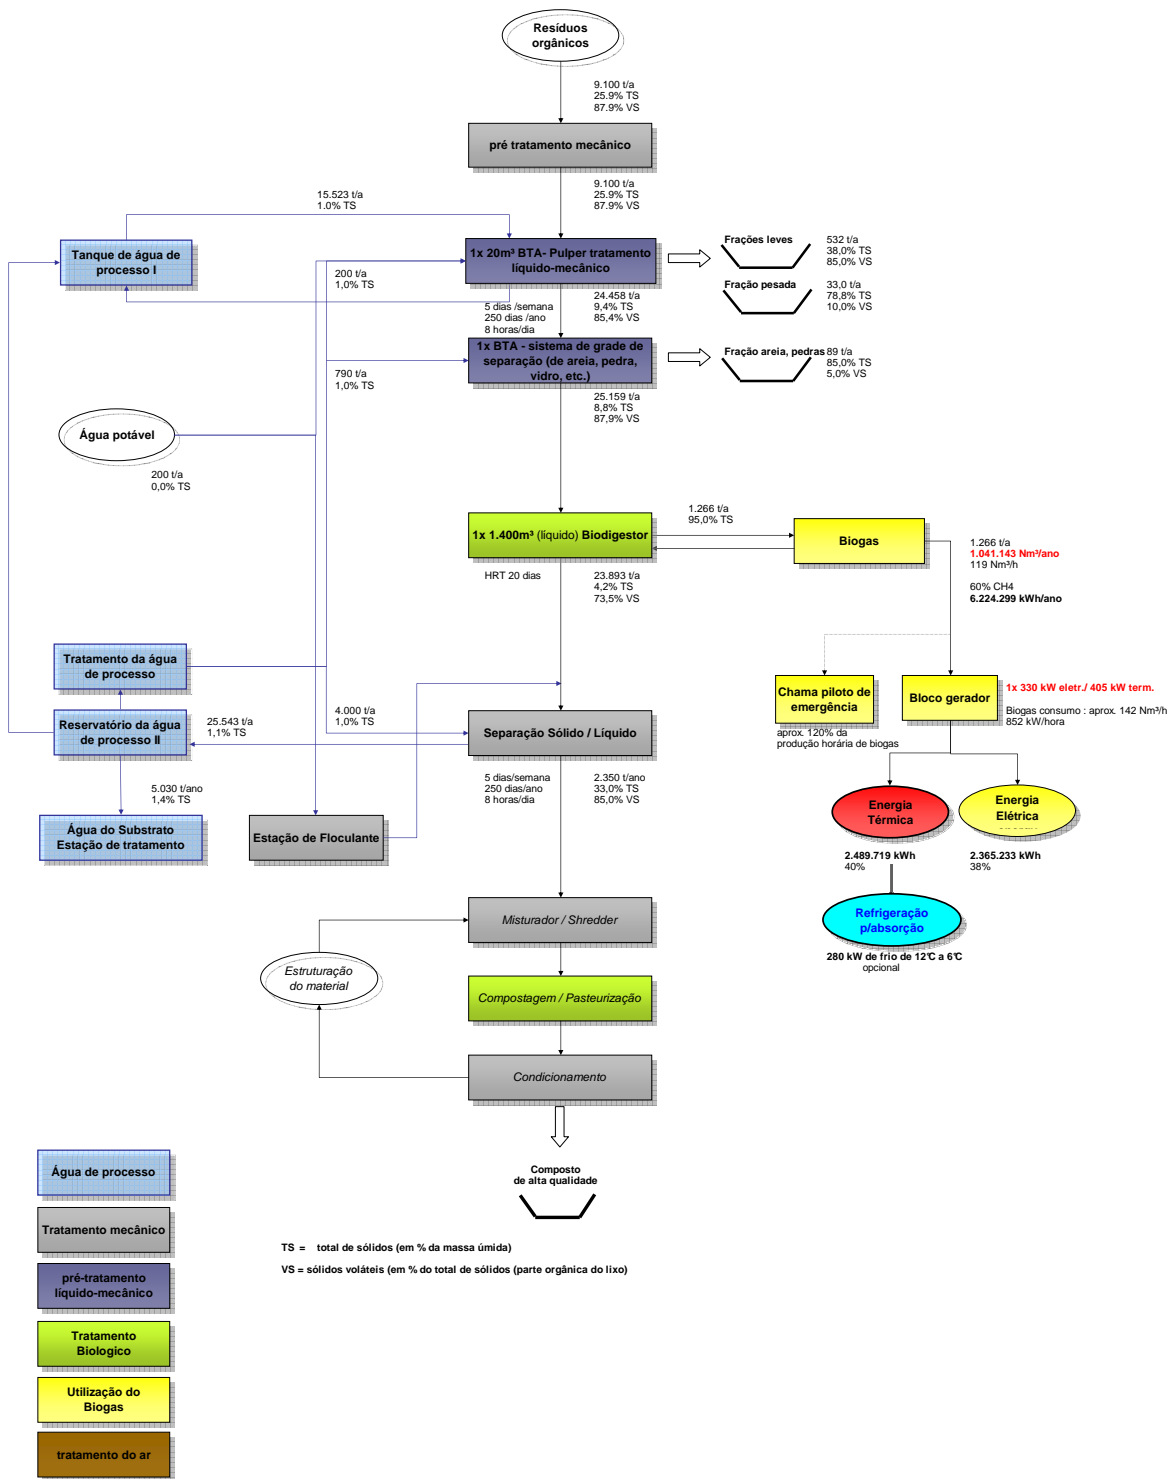 Resíduos
orgânicos
9.100 t/a
25.9% TS
87.9% VS
pré tratamento mecânico
9.100 t/a
25.9% TS
87.9% VS
15.523 t/a
1.0% TS
Tanque de água de
processo I
1x 20m³ BTA- Pulper tratamento
líquido-mecânico
Frações leves
532 t/a
38,0% TS
85,0% VS
200 t/a
1,0% TS
Fração pesada
33,0 t/a
78,8% TS
10,0% VS
5 dias /semana
250 dias /ano
8 horas/dia
24.458 t/a
9,4% TS
85,4% VS
1x BTA - sistema de grade de
separação (de areia, pedra,
vidro, etc.)
Fração areia, pedras
89 t/a
85,0% TS
5,0% VS
790 t/a
1,0% TS
25.159 t/a
8,8% TS
87,9% VS
Água potável
200 t/a
0,0% TS
1x 1.400m³ (líquido) Biodigestor
1.266 t/a
95,0% TS
Biogas
1.266 t/a
1.041.143 Nm³/ano
119 Nm³/h
60% CH4
6.224.299 kWh/ano
HRT 20 dias
23.893 t/a
4,2% TS
73,5% VS
Tratamento da água
de processo
Chama piloto de
emergência
aprox. 120% da
produção horária de biogas
Bloco gerador
1x 330 kW eletr./ 405 kW term.
Biogas consumo : aprox. 142 Nm³/h
852 kW/hora
Reservatório da água
de processo II
25.543 t/a
1,1% TS
4.000 t/a
1,0% TS
Separação Sólido / Líquido
5 dias/semana
250 dias/ano
8 horas/dia
2.350 t/ano
33,0% TS
85,0% VS
5.030 t/ano
1,4% TS
Água do Substrato
Estação de tratamento
Estação de Floculante
Energia
Térmica
Energia
Elétrica
2.489.719 kWh
40%
2.365.233 kWh
38%
Refrigeração
p/absorção
280 kW de frio de 12°C a 6°C
opcional
Misturador / Shredder
Estruturação
do material
Compostagem / Pasteurização
Condicionamento
Composto
de alta qualidade
Água de processo
Tratamento mecânico
pré-tratamento
líquido-mecânico
Tratamento
Biologico
Utilização do
Biogas
tratamento do ar
TS = total de sólidos (em % da massa úmida)
VS = sólidos voláteis (em % do total de sólidos (parte orgânica do lixo)